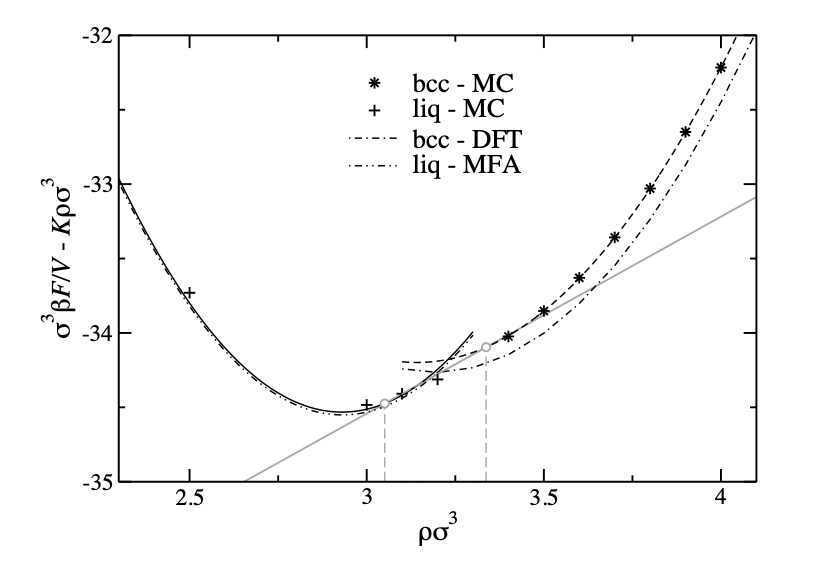 -32
bcc - MC
liq - MC
bcc - DFT
liq - MFA
-33
σ³βF/V - Kρσ³
-34
-35
2.5 3 3.5 4
ρσ³